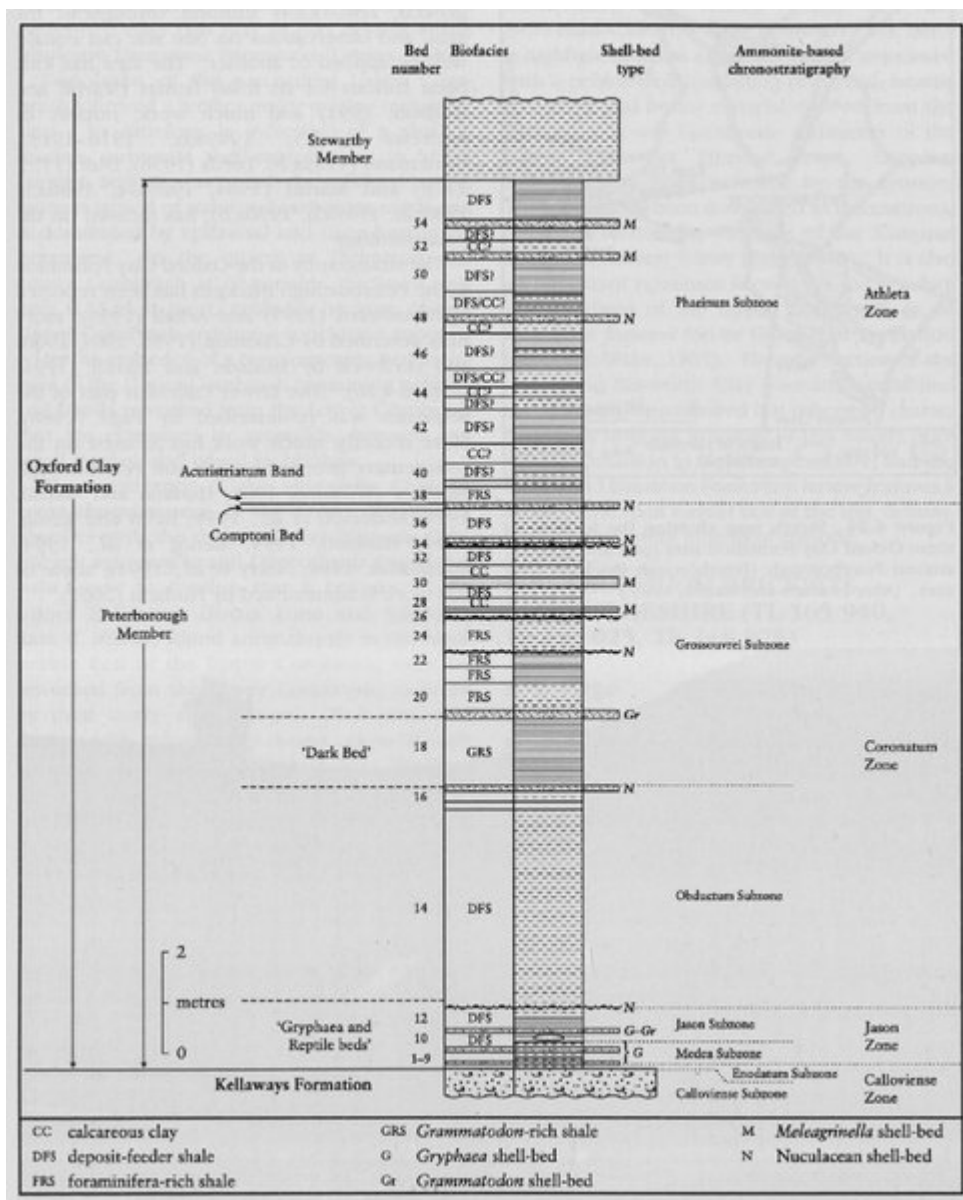 Bed number
Biofacies
Shell-bed type
Ammonite-based chronostratigraphy
Stewartby Member
DFS
54
M
DFS?
52
CC?
M
50
DFS?
Phaeinum Subzone
Athleta Zone
DFS/CC?
48
N
CC?
46
DFS?
DFS/CC?
44
CC?
DFS?
42
DFS?
CC?
Oxford Clay Formation
Acutistriatum Band
40
DFS?
38
FRS
N
Comptoni Bed
36
DFS
N
34
M
32
DFS
CC
30
M
DFS
28
CC
M
26
Peterborough Member
24
FRS
Grossouvrei Subzone
N
22
FRS
FRS
20
FRS
Gr
'Dark Bed'
18
GRS
Coronatum Zone
N
16
Obductum Subzone
14
DFS
2
metres
0
N
12
DFS
'Gryphaea and Reptile beds'
G-Gr
Jason Subzone
Jason Zone
10
DFS
G
Medea Subzone
1–9
Enodatum Subzone
Kellaways Formation
Calloviense Subzone
Calloviense Zone
CC calcareous clay
GRS Grammatodon-rich shale
M Meleagrinella shell-bed
DFS deposit-feeder shale
G Gryphaea shell-bed
N Nuculacean shell-bed
FRS foraminifera-rich shale
Gr Grammatodon shell-bed